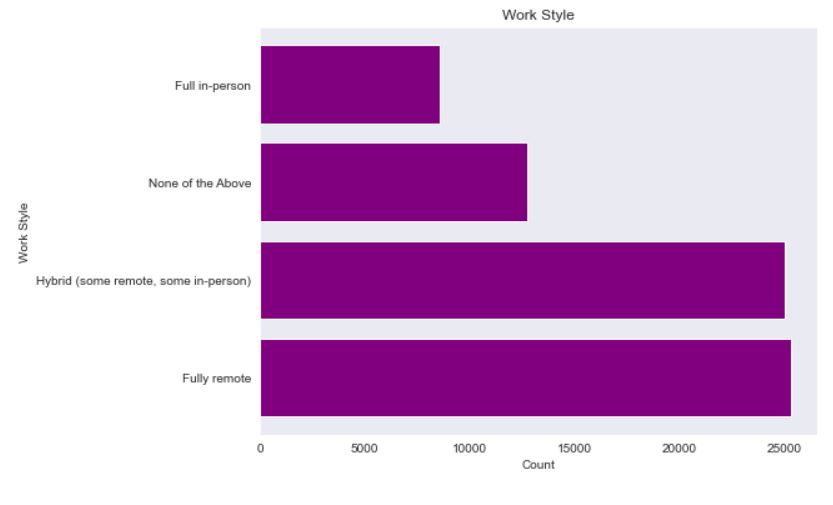 Work Style
Full in-person
None of the Above
Work Style
Hybrid (some remote, some in-person)
Fully remote
0 5000 10000 15000 20000 25000
Count